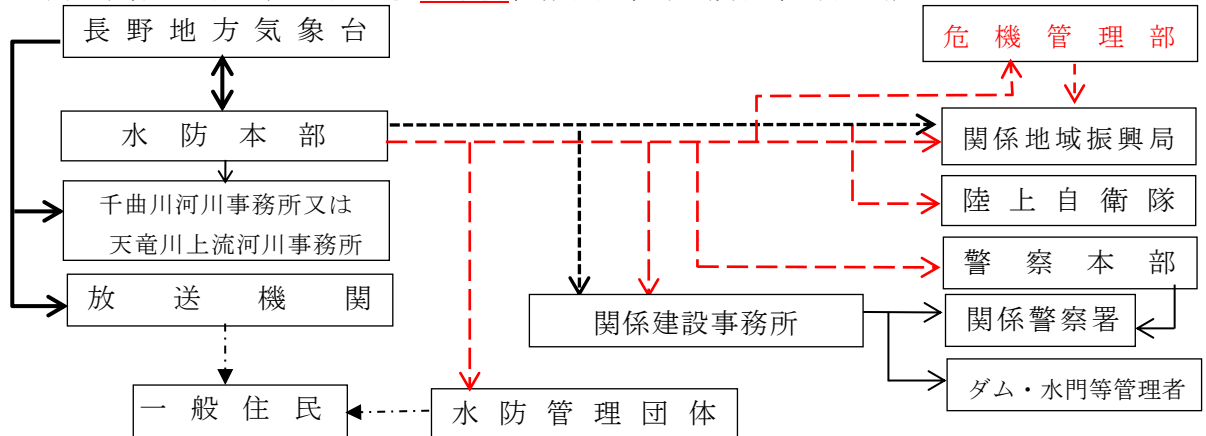 長野地方気象台
危機管理部
水防本部
関係地域振興局
千曲川河川事務所又は
天竜川上流河川事務所
陸上自衛隊
警察本部
放送機関
関係建設事務所
関係警察署
ダム・水門等管理者
一般住民
水防管理団体